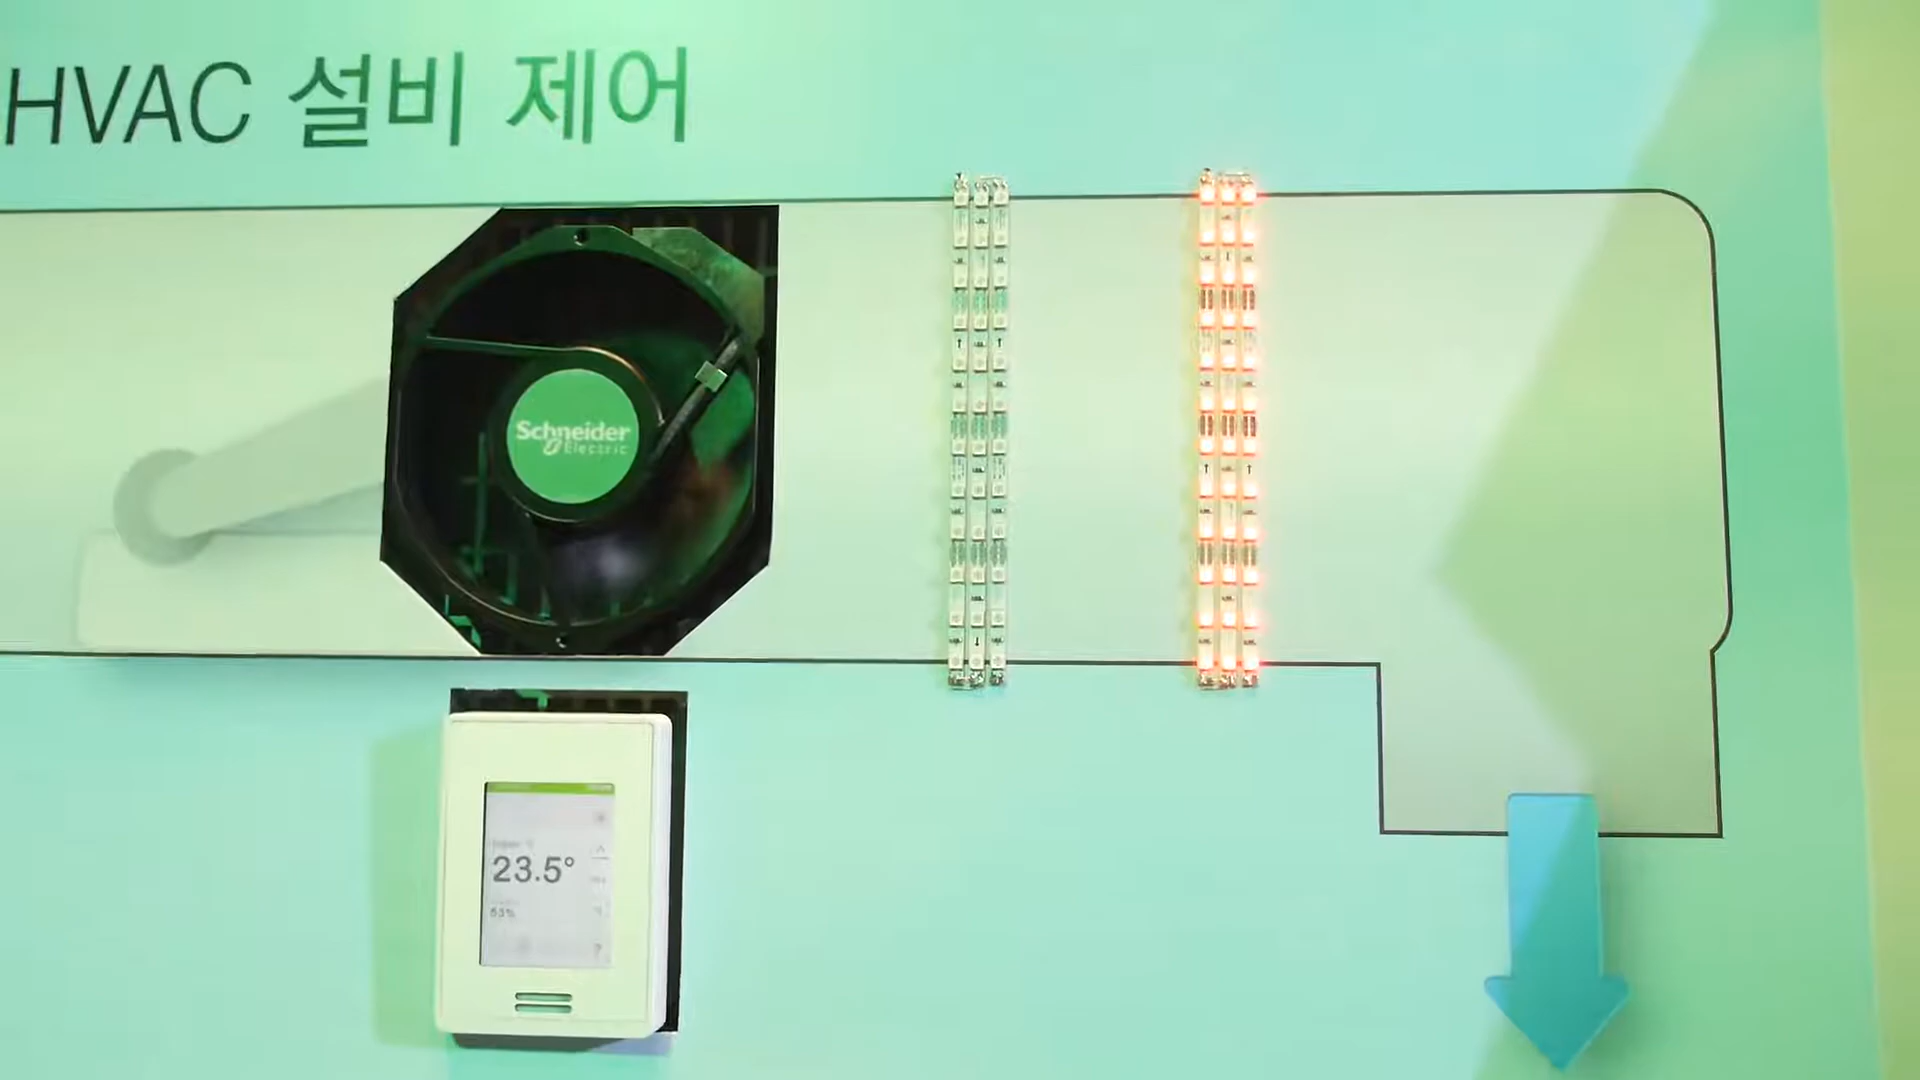 HVAC 설비 제어
Schneider
Electric
23.5°
53%
?